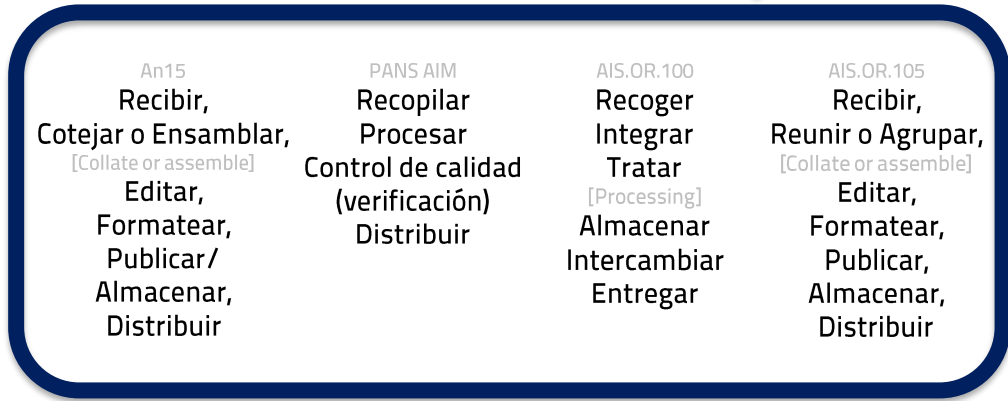 An15
Recibir,
Cotejar o Ensamblar,
[Collate or assemble]
Editar,
Formatear,
Publicar/
Almacenar,
Distribuir
PANS AIM
Recopilar
Procesar
Control de calidad
(verificación)
Distribuir
AIS.OR.100
Recoger
Integrar
Tratar
[Processing]
Almacenar
Intercambiar
Entregar
AIS.OR.105
Recibir,
Reunir o Agrupar,
[Collate or assemble]
Editar,
Formatear,
Publicar,
Almacenar,
Distribuir